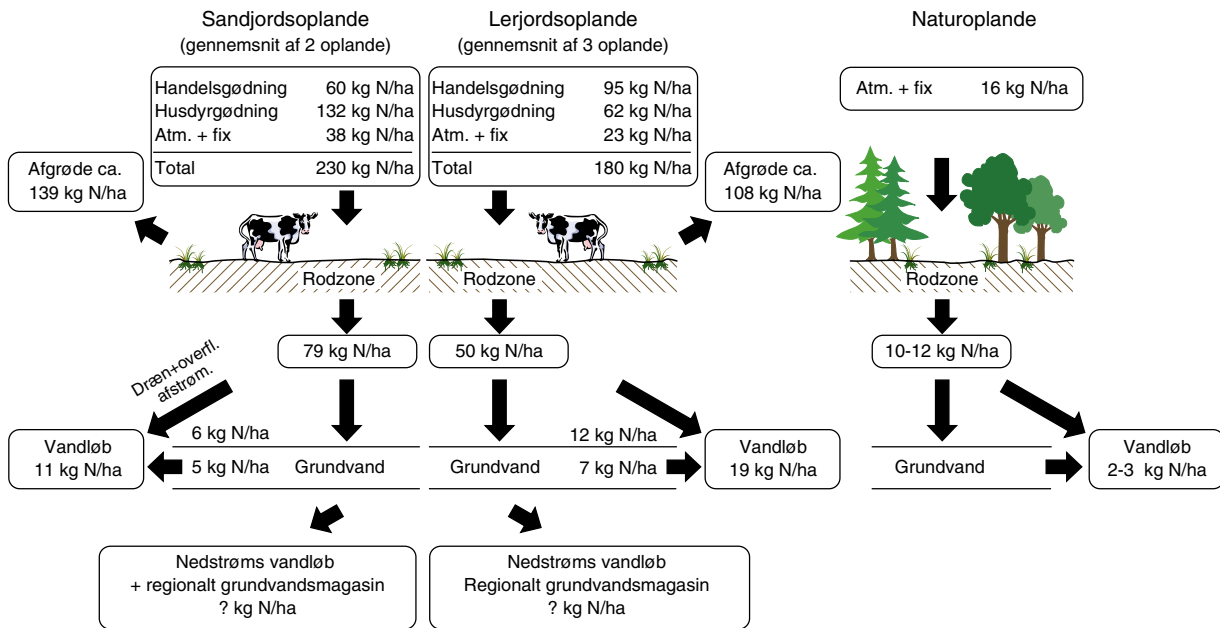 Sandjordsoplande
(gennemsnit af 2 oplande)
Handelsgødning 60 kg N/ha
Husdyrgødning 132 kg N/ha
Atm. + fix 38 kg N/ha
Total 230 kg N/ha
Afgrøde ca.
139 kg N/ha
Rodzone
79 kg N/ha
Dræn+overfl.
afstrøm.
6 kg N/ha
Vandløb
11 kg N/ha
5 kg N/ha
Grundvand
Nedstrøms vandløb
+ regionalt grundvandsmagasin
? kg N/ha
Lerjordsoplande
(gennemsnit af 3 oplande)
Handelsgødning 95 kg N/ha
Husdyrgødning 62 kg N/ha
Atm. + fix 23 kg N/ha
Total 180 kg N/ha
Afgrøde ca.
108 kg N/ha
Rodzone
50 kg N/ha
12 kg N/ha
Grundvand
7 kg N/ha
Vandløb
19 kg N/ha
Nedstrøms vandløb
Regionalt grundvandsmagasin
? kg N/ha
Naturoplande
Atm. + fix 16 kg N/ha
Rodzone
10-12 kg N/ha
Grundvand
Vandløb
2-3 kg N/ha